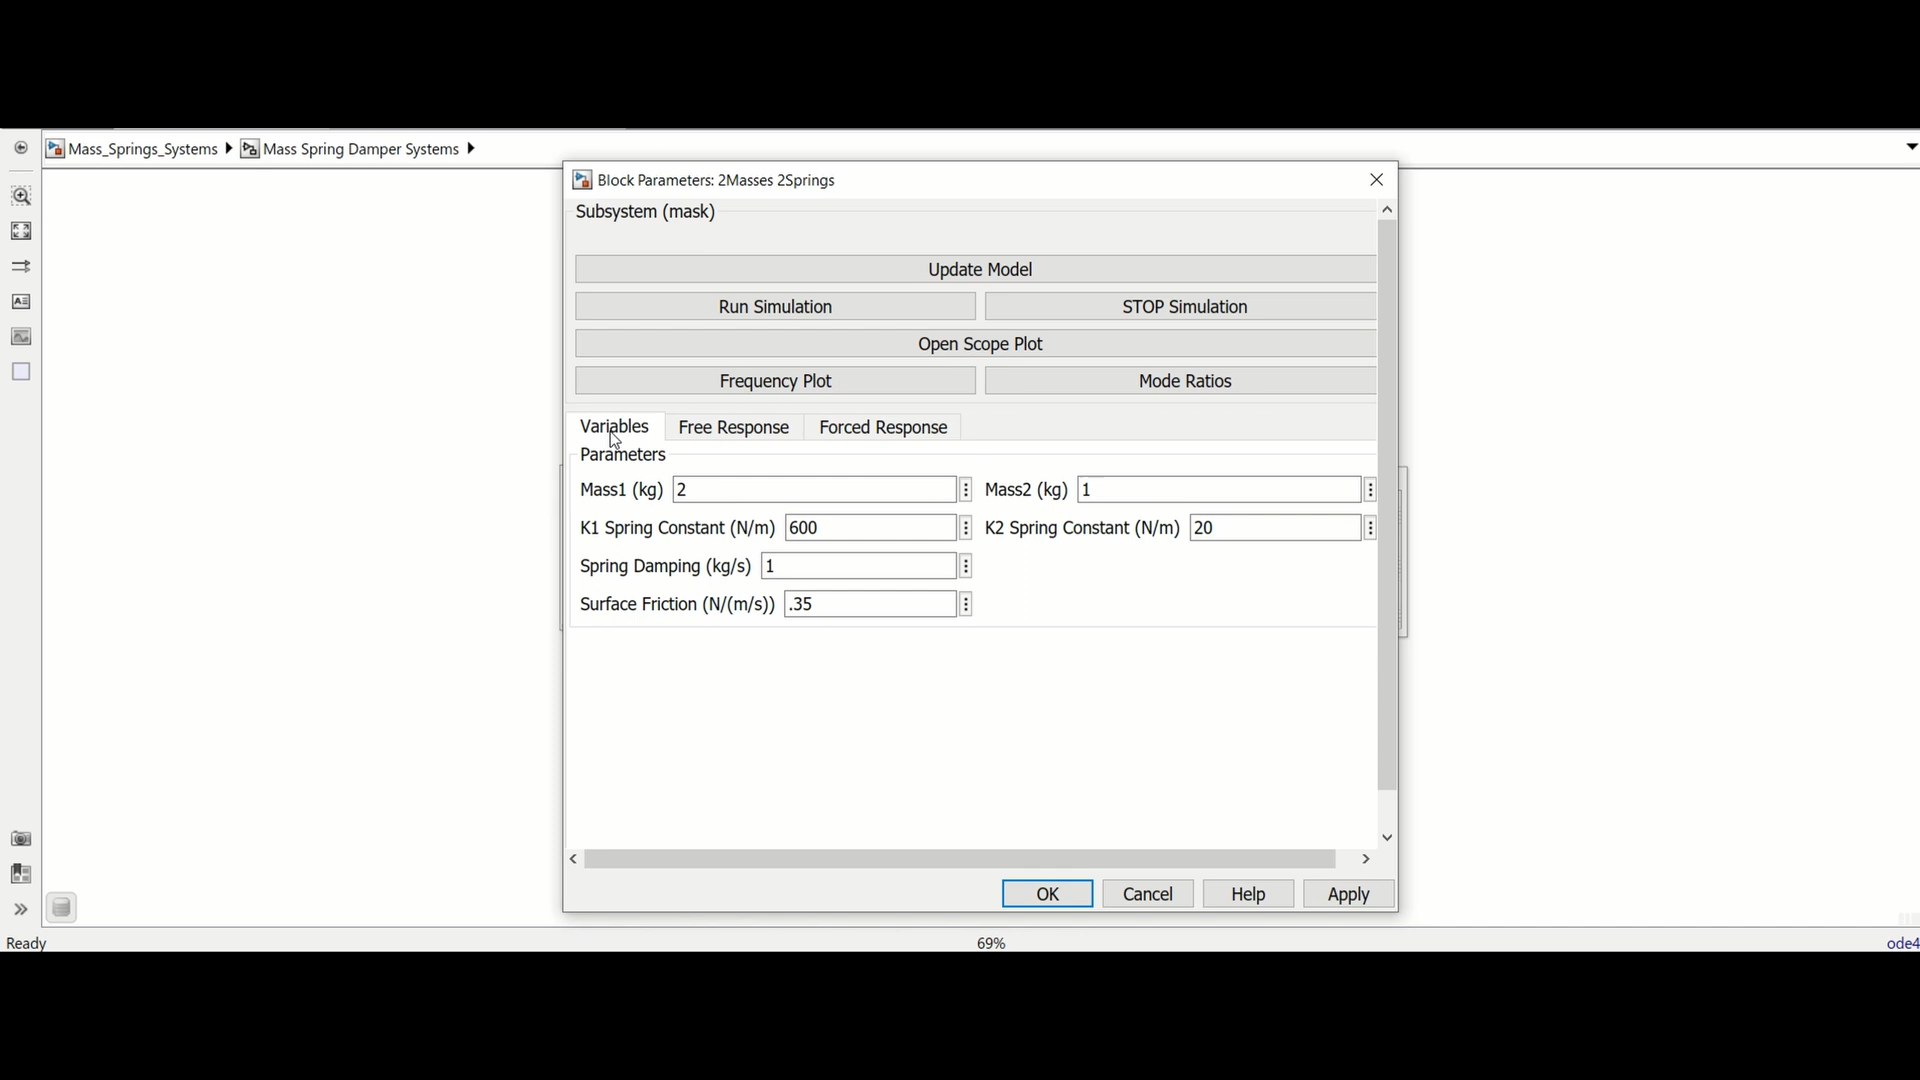 Mass_Springs_Systems Mass Spring Damper Systems
Block Parameters: 2Masses 2Springs
Subsystem (mask)
Update Model
Run Simulation STOP Simulation
Open Scope Plot
Frequency Plot Mode Ratios
Variables Free Response Forced Response
Parameters
Mass1 (kg) 2 Mass2 (kg) 1
K1 Spring Constant (N/m) 600 K2 Spring Constant (N/m) 20
Spring Damping (kg/s) 1
Surface Friction (N/(m/s)) .35
OK Cancel Help Apply
Ready 69% ode4